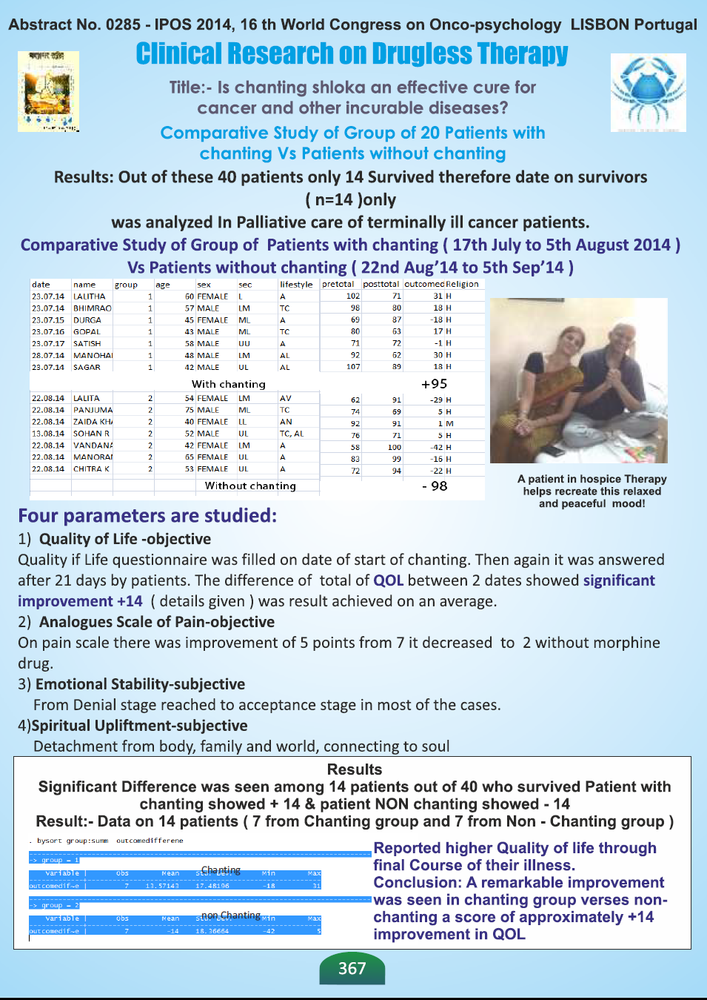 Abstract No. 0285 - IPOS 2014, 16 th World Congress on Onco-psychology LISBON Portugal
Clinical Research on Drugless Therapy
Title:- Is chanting shloka an effective cure for
cancer and other incurable diseases?
Comparative Study of Group of 20 Patients with
chanting Vs Patients without chanting
Results: Out of these 40 patients only 14 Survived therefore date on survivors
( n=14 )only
was analyzed In Palliative care of terminally ill cancer patients.
Comparative Study of Group of Patients with chanting ( 17th July to 5th August 2014 )
Vs Patients without chanting ( 22nd Aug'14 to 5th Sep'14 )
date name group age sex sec lifestyle pretotal posttotal outcomed Religion
23.07.14 LALITHA 1 60 FEMALE L A 102 71 31 H
23.07.14 BHIMRAO 1 57 MALE LM TC 98 80 18 H
23.07.15 DURGA 1 45 FEMALE ML A 69 87 -18 H
23.07.16 GOPAL 1 43 MALE ML TC 80 63 17 H
23.07.17 SATISH 1 58 MALE UU A 71 72 -1 H
28.07.14 MANOHAI 1 48 MALE LM AL 92 62 30 H
23.07.14 SAGAR 1 42 MALE UL AL 107 89 18 H
With chanting +95
22.08.14 LALITA 2 54 FEMALE LM AV 62 91 -29 H
22.08.14 PANJUMA 2 75 MALE ML TC 74 69 5 H
22.08.14 ZAIDA KHA 2 40 FEMALE LL AN 92 91 1 M
13.08.14 SOHAN R 2 52 MALE UL TC, AL 76 71 5 H
22.08.14 VANDANA 2 42 FEMALE LM A 58 100 -42 H
22.08.14 MANORAI 2 65 FEMALE UL A 83 99 -16 H
22.08.14 CHITRA K 2 53 FEMALE UL A 72 94 -22 H
Without chanting - 98
A patient in hospice Therapy
helps recreate this relaxed
and peaceful mood!
Four parameters are studied:
1) Quality of Life -objective
Quality if Life questionnaire was filled on date of start of chanting. Then again it was answered
after 21 days by patients. The difference of total of QOL between 2 dates showed significant
improvement +14 ( details given ) was result achieved on an average.
2) Analogues Scale of Pain-objective
On pain scale there was improvement of 5 points from 7 it decreased to 2 without morphine
drug.
3) Emotional Stability-subjective
From Denial stage reached to acceptance stage in most of the cases.
4)Spiritual Upliftment-subjective
Detachment from body, family and world, connecting to soul
Results
Significant Difference was seen among 14 patients out of 40 who survived Patient with
chanting showed + 14 & patient NON chanting showed - 14
Result:- Data on 14 patients ( 7 from Chanting group and 7 from Non - Chanting group )
. bysort group:summ outcomedifferene
-> group = 1
Chanting
Variable | Obs Mean Std. Dev. Min Max
outcomedif~e | 7 13.57143 17.48196 -18 31
-> group = 2
non Chanting
Variable | Obs Mean Std. Dev. Min Max
outcomedif~e | 7 -14 18.36664 -42 5
Reported higher Quality of life through
final Course of their illness.
Conclusion: A remarkable improvement
was seen in chanting group verses non-
chanting a score of approximately +14
improvement in QOL
367